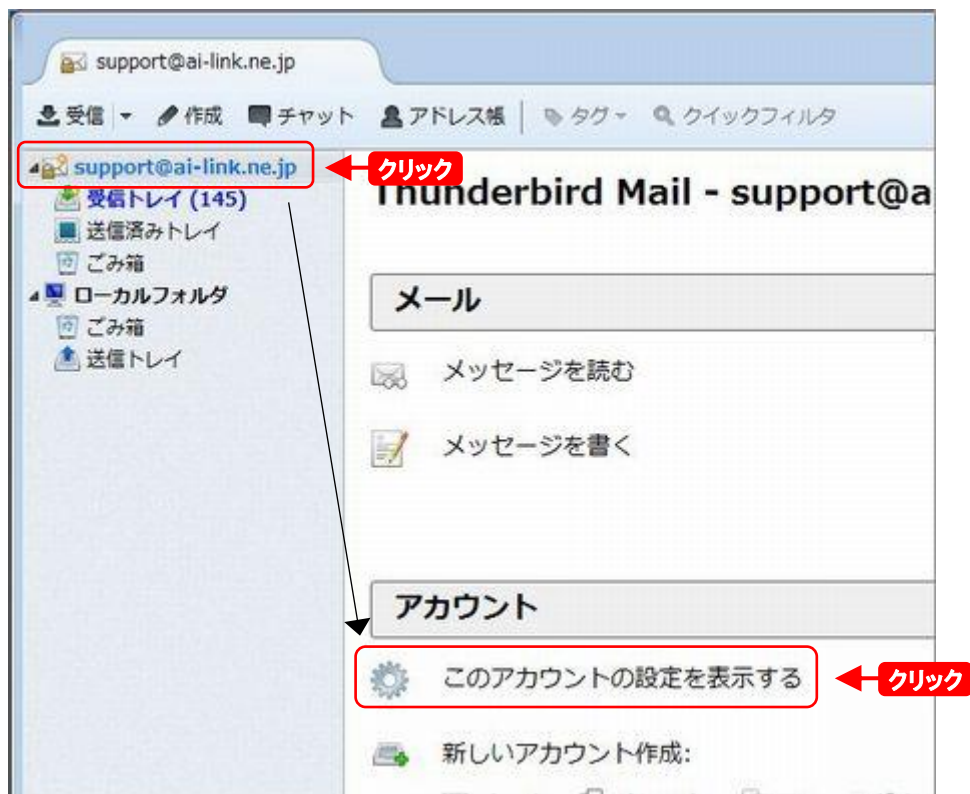 support@ai-link.ne.jp
受信 作成 チャット アドレス帳 タグ クイックフィルタ
support@ai-link.ne.jp
クリック
受信トレイ (145)
送信済みトレイ
ごみ箱
ローカルフォルダ
ごみ箱
送信トレイ
Thunderbird Mail - support@a
メール
メッセージを読む
メッセージを書く
アカウント
このアカウントの設定を表示する
クリック
新しいアカウント作成: